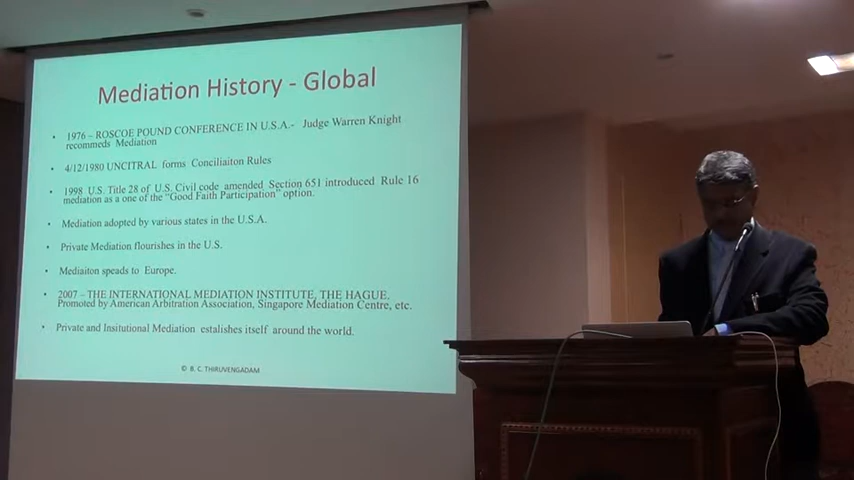 Mediation History - Global
• 1976 – ROSCOE POUND CONFERENCE IN U.S.A.- Judge Warren Knight
recommeds Mediation
• 4/12/1980 UNCITRAL forms Conciliaiton Rules
• 1998 U.S. Title 28 of U.S. Civil code amended Section 651 introduced Rule 16
mediation as a one of the "Good Faith Participation" option.
• Mediation adopted by various states in the U.S.A.
• Private Mediation flourishes in the U.S.
• Mediaiton speads to Europe.
• 2007 – THE INTERNATIONAL MEDIATION INSTITUTE, THE HAGUE.
Promoted by American Arbitration Association, Singapore Mediation Centre, etc.
• Private and Insitutional Mediation estalishes itself around the world.
© B. C. THIRUVENGADAM